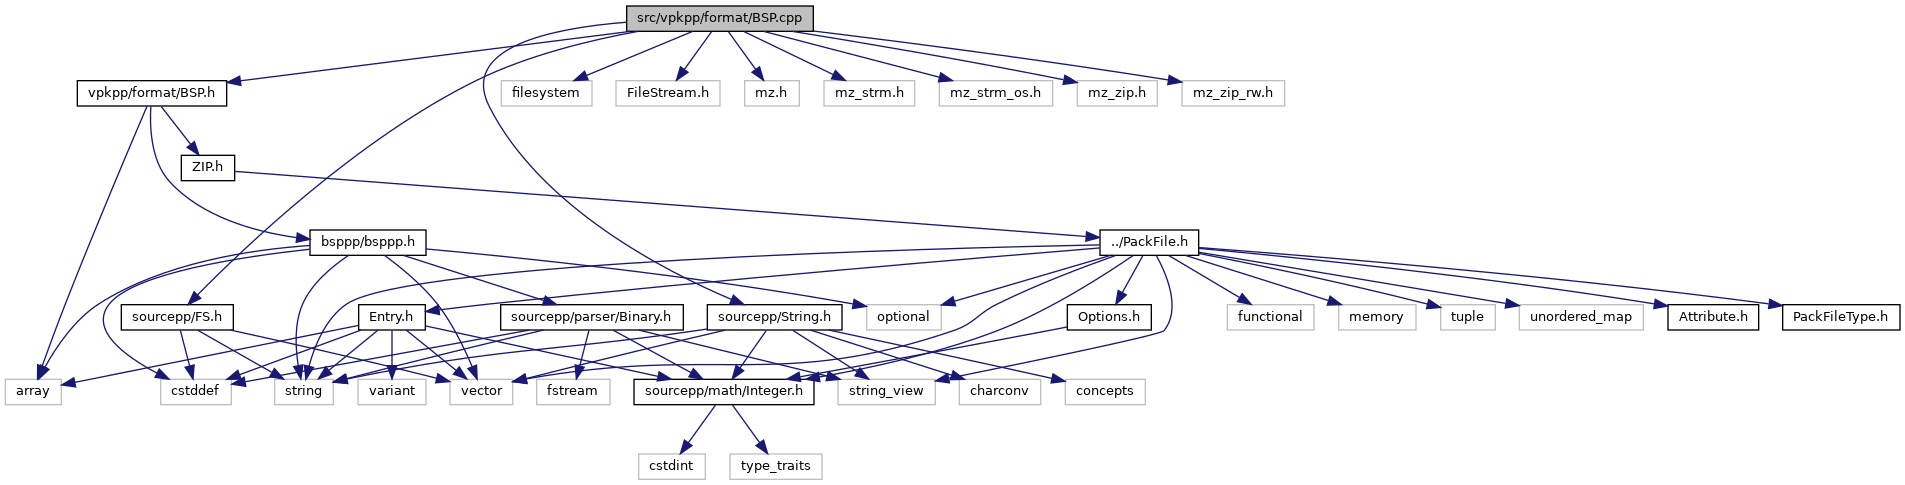 src/vpkpp/format/BSP.cpp
vpkpp/format/BSP.h
filesystem
FileStream.h
mz.h
mz_strm.h
mz_strm_os.h
mz_zip.h
mz_zip_rw.h
ZIP.h
bsppp/bsppp.h
../PackFile.h
sourcepp/FS.h
Entry.h
sourcepp/parser/Binary.h
sourcepp/String.h
optional
Options.h
functional
memory
tuple
unordered_map
Attribute.h
PackFileType.h
array
cstddef
string
variant
vector
fstream
sourcepp/math/Integer.h
string_view
charconv
concepts
cstdint
type_traits